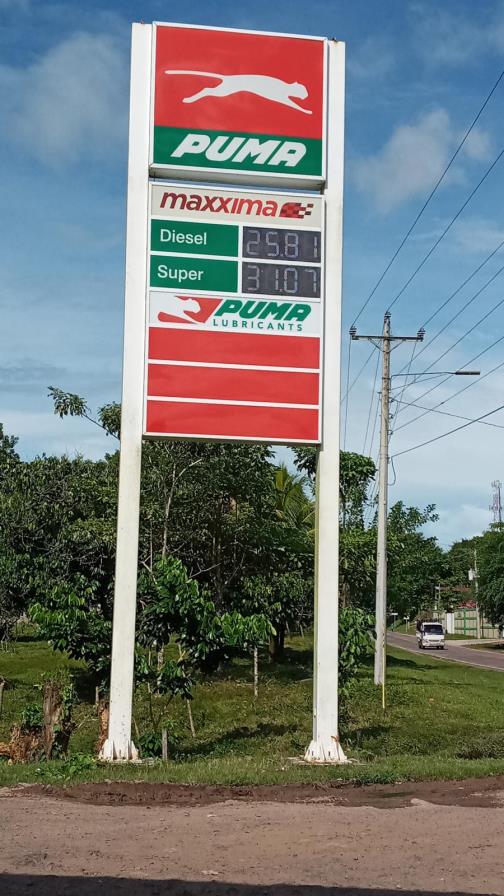 PUMA
maxxima
Diesel 25.81
Super 31.07
PUMA
LUBRICANTS